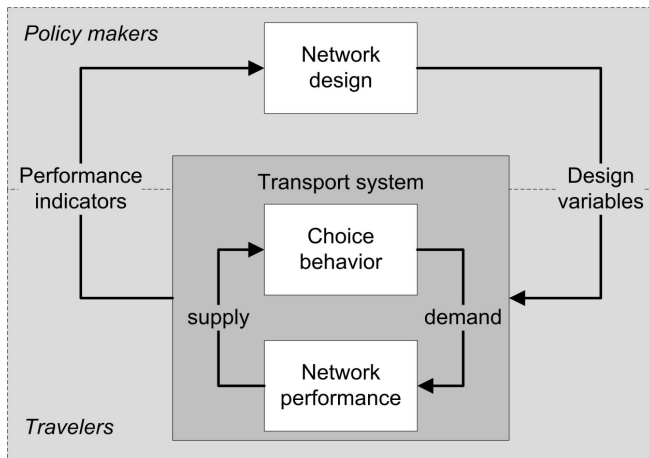 Policy makers
Network
design
Performance
indicators
Design
variables
Transport system
Choice
behavior
supply
demand
Network
performance
Travelers